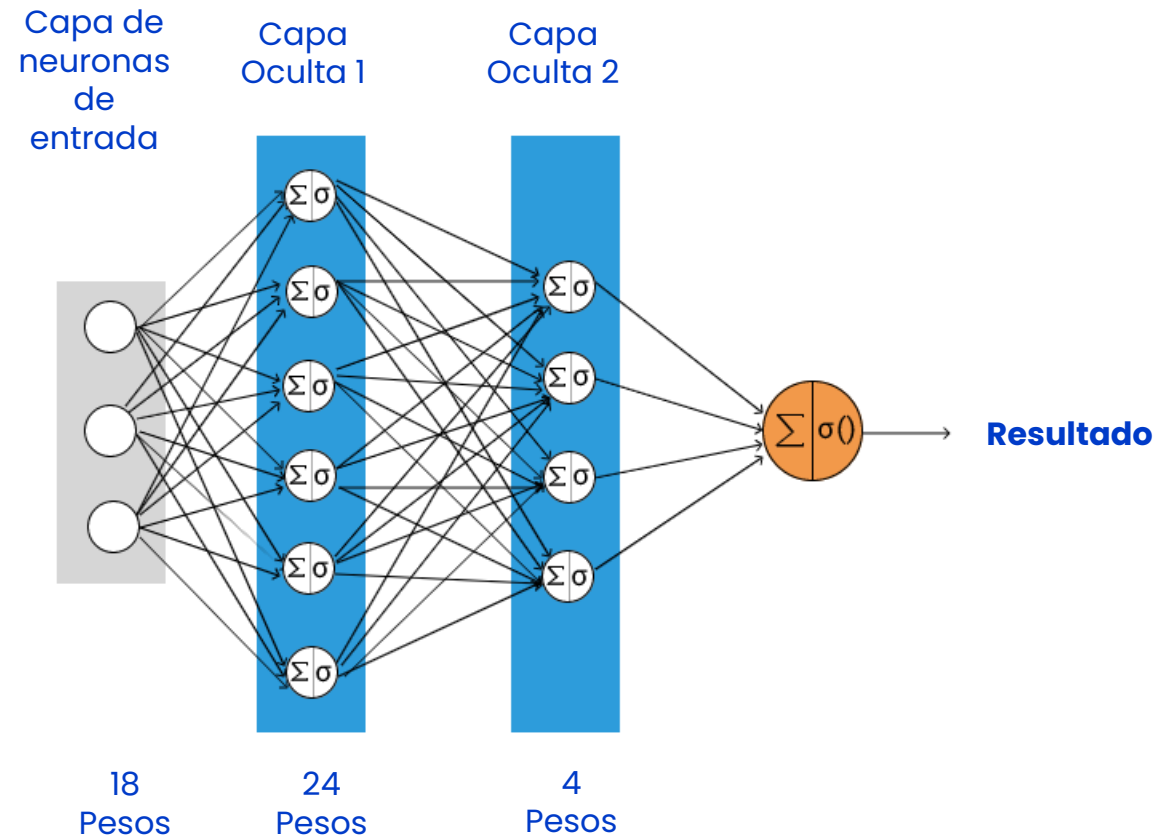 Capa de
neuronas
de
entrada
Capa
Oculta 1
Capa
Oculta 2
Σ σ
Σ σ
Σ σ
Σ σ
Σ σ
Σ σ
Σ σ
Σ σ
Σ σ
Σ σ
Σ σ()
Resultado
18
Pesos
24
Pesos
4
Pesos